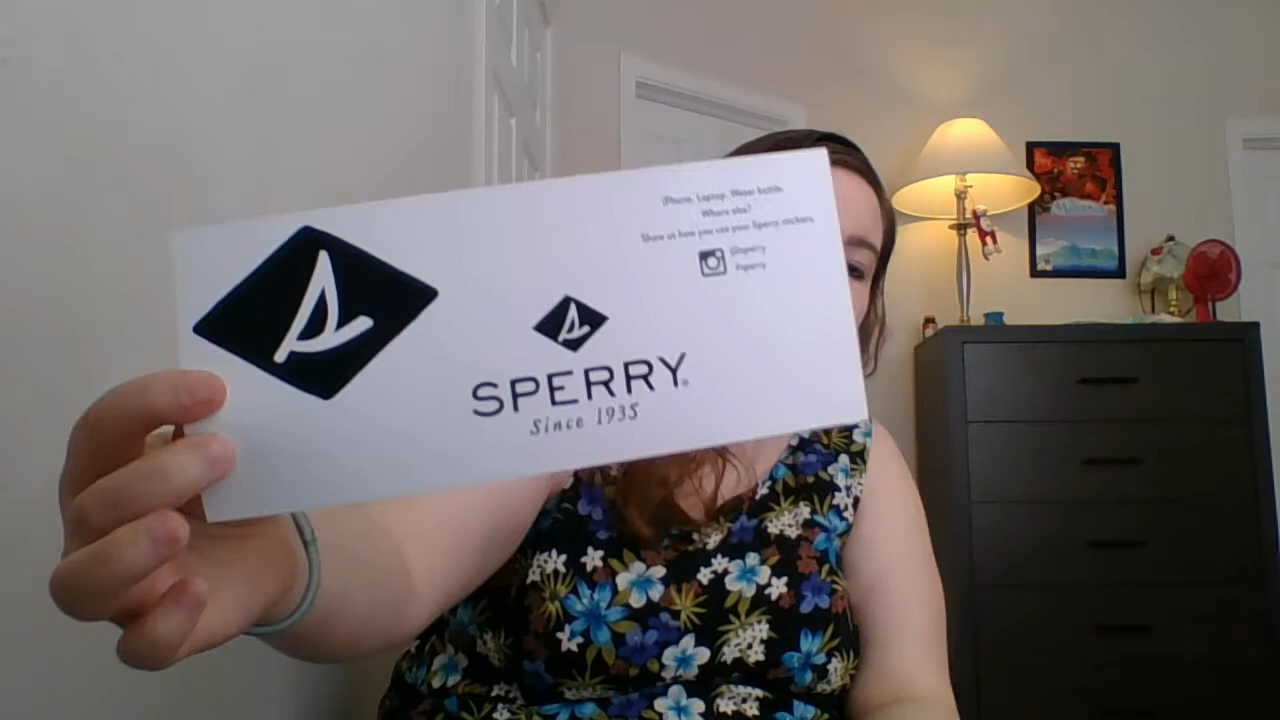 iPhone. Laptop. Water bottle.
Where else?
Show us how you use your Sperry stickers.
@sperry
#sperry
SPERRY®
Since 1935